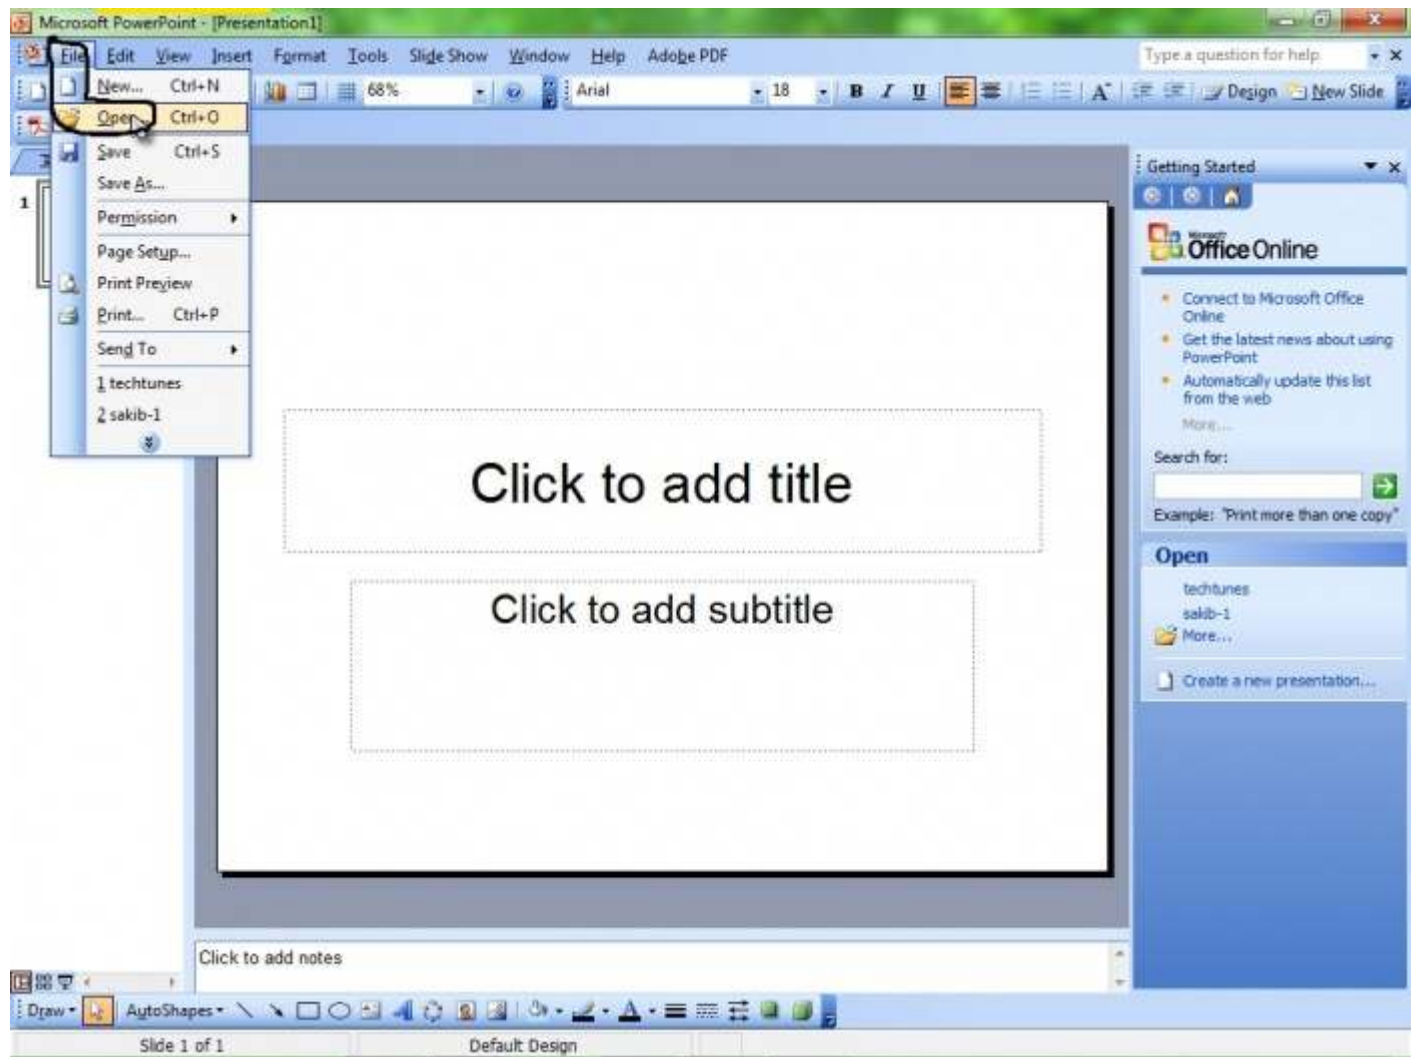 Microsoft PowerPoint - [Presentation1]
File Edit View Insert Format Tools Slide Show Window Help Adobe PDF Type a question for help
68% Arial 18 B I U A Design New Slide
New... Ctrl+N
Open... Ctrl+O
Save Ctrl+S
Save As...
Permission
Page Setup...
Print Preview
Print... Ctrl+P
Send To
1 techtunes
2 sakib-1
1
Click to add title
Click to add subtitle
Click to add notes
Getting Started
Microsoft
Office Online
Connect to Microsoft Office
Online
Get the latest news about using
PowerPoint
Automatically update this list
from the web
More...
Search for:
Example: "Print more than one copy"
Open
techtunes
sakib-1
More...
Create a new presentation...
Draw AutoShapes A
Slide 1 of 1 Default Design